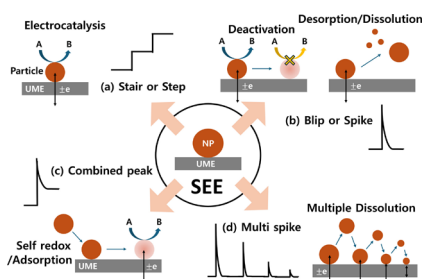 Electrocatalysis
A B
Particle
±e
UME
(a) Stair or Step
Deactivation
A B A B
±e
Desorption/Dissolution
±e
(b) Blip or Spike
NP
UME
SEE
(c) Combined peak
Self redox
/Adsorption
A B
UME
±e
(d) Multi spike
Multiple Dissolution
±e